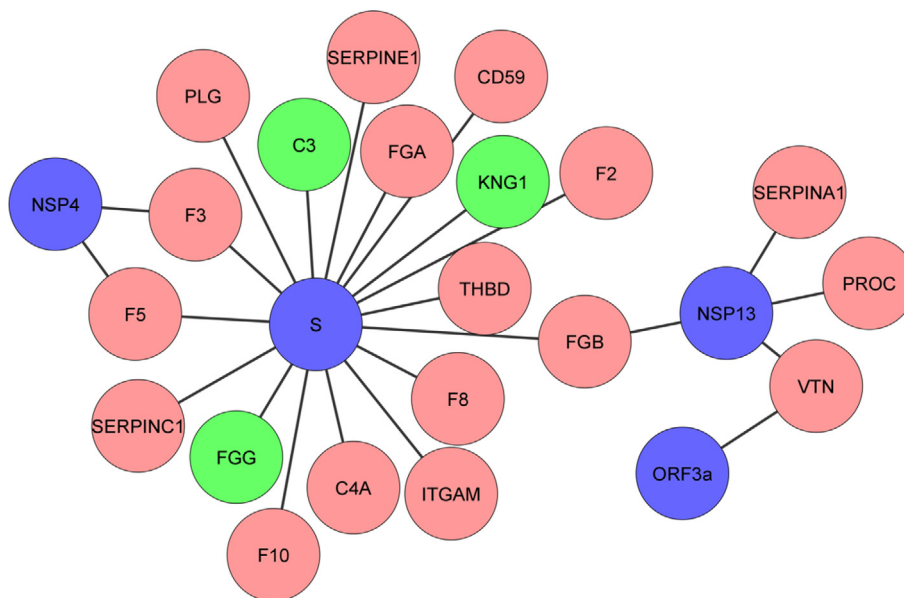 SERPINE1
CD59
PLG
C3
FGA
KNG1
F2
SERPINA1
NSP4
F3
THBD
PROC
F5
S
NSP13
FGB
VTN
F8
SERPINC1
FGG
C4A
ITGAM
ORF3a
F10